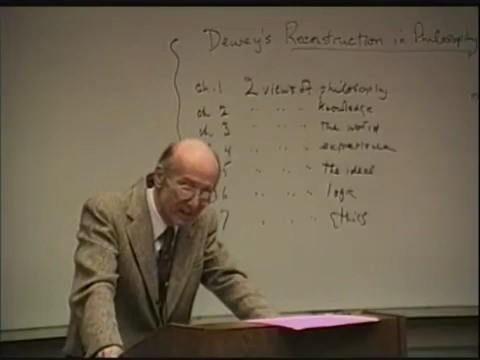 Dewey's Reconstruction in Philosophy
ch. 1 2 views of philosophy
ch. 2 " " " knowledge
ch. 3 " " " the world
4 " " " experience
5 " " " the ideal
6 " " " logic
7 " " " ethics